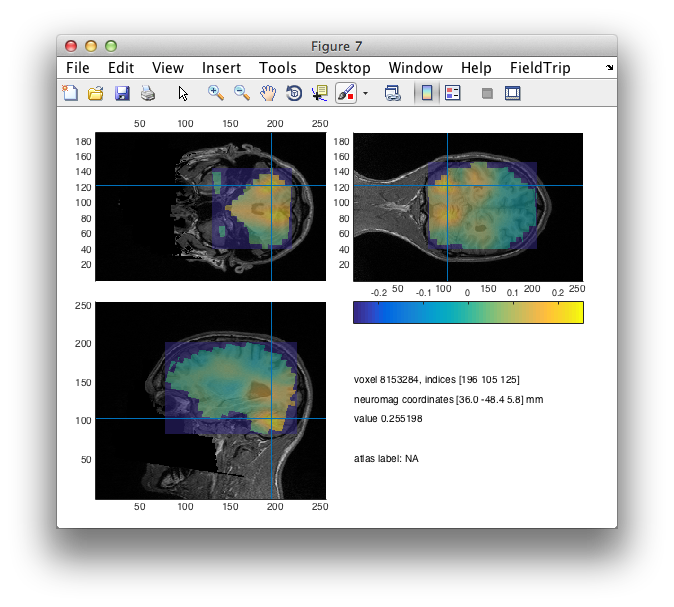 Figure 7
File Edit View Insert Tools Desktop Window Help FieldTrip
50 100 150 200 250
180
160
140
120
100
80
60
40
20
180
160
140
120
100
80
60
40
20
50 100 150 200 250
-0.2 -0.1 0 0.1 0.2
250
200
150
100
50
50 100 150 200 250
voxel 8153284, indices [196 105 125]
neuromag coordinates [36.0 -48.4 5.8] mm
value 0.255198
atlas label: NA